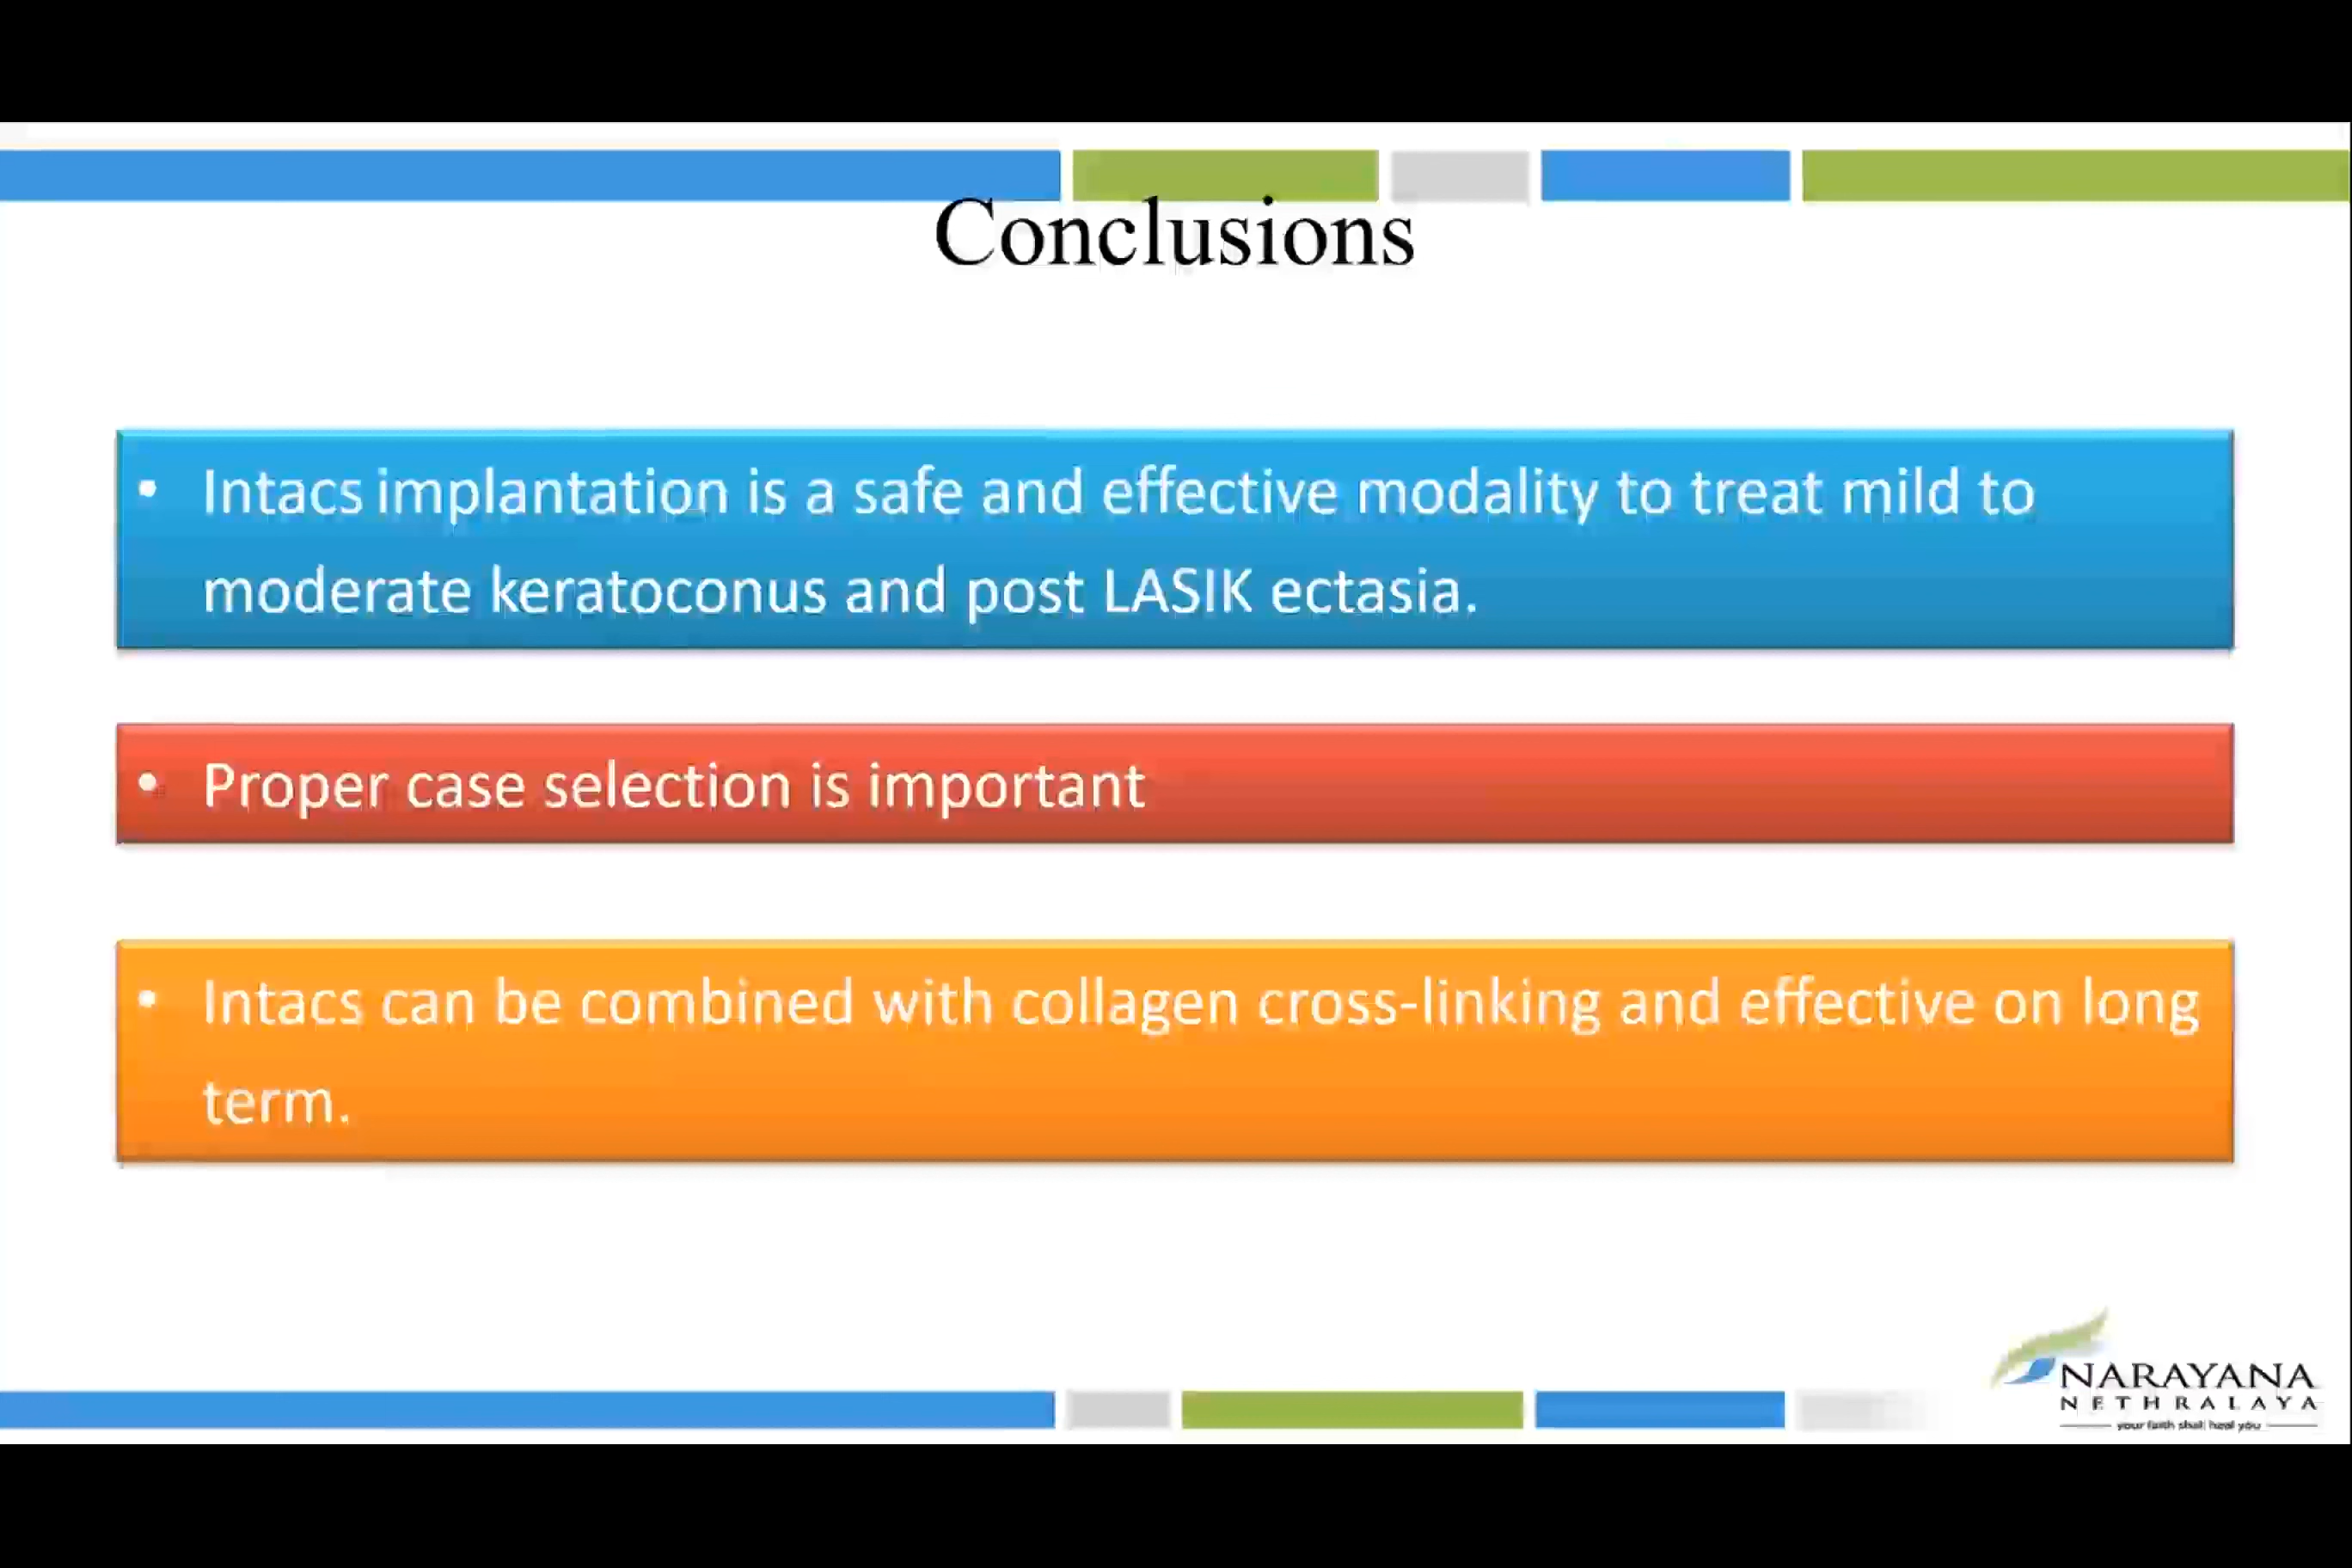 Conclusions
• Intacs implantation is a safe and effective modality to treat mild to
moderate keratoconus and post LASIK ectasia.
• Proper case selection is important
• Intacs can be combined with collagen cross-linking and effective on long
term.
NARAYANA
NETHRALAYA
your faith shall heal you